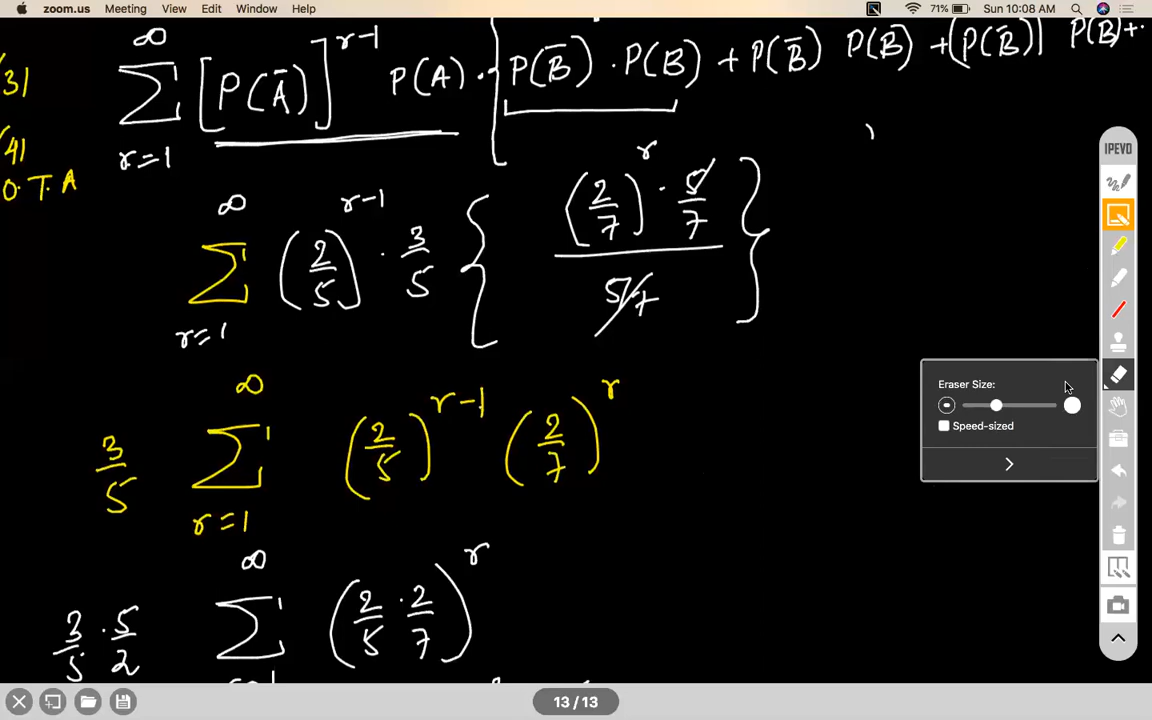 zoom.us Meeting View Edit Window Help 71% Sun 10:08 AM
∞ Σ r=1 [P(Ā)]^(r-1) P(A) · { P(B̄) · P(B) + P(B̄) P(B̄) + (P(B̄)) P(B) + ·
/3)
/4)
O.T.A
∞ Σ r=1 (2/5)^(r-1) · 3/5 { (2/7)^r · 5/7 / 5/7 }
3/5 ∞ Σ r=1 (2/5)^(r-1) (2/7)^r
3/5 · 5/2 ∞ Σ (2/5 · 2/7)^r
IPEVO
Eraser Size:
Speed-sized
13 / 13